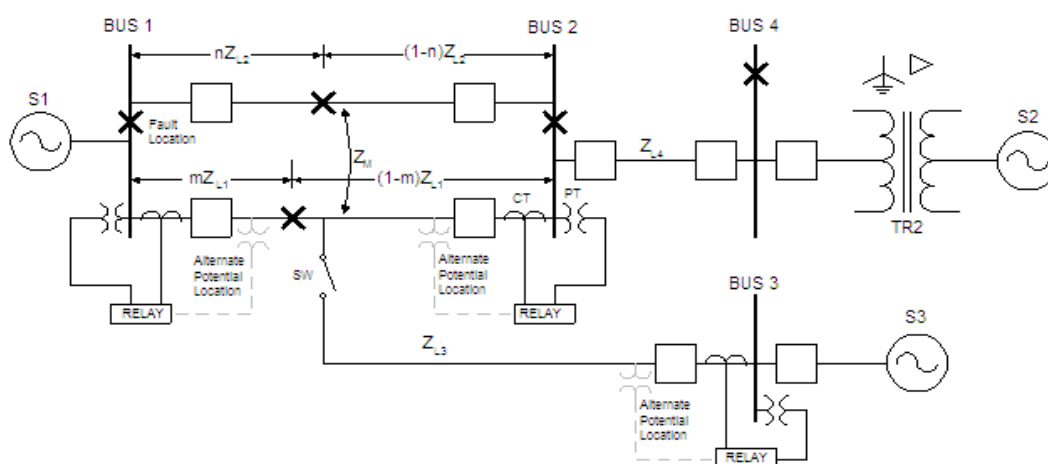 BUS 1
BUS 2
BUS 4
nZL2
(1-n)ZL2
S1
Fault
Location
ZM
ZL4
S2
mZL1
(1-m)ZL1
CT
PT
TR2
Alternate
Potential
Location
SW
Alternate
Potential
Location
BUS 3
RELAY
RELAY
S3
ZL3
Alternate
Potential
Location
RELAY